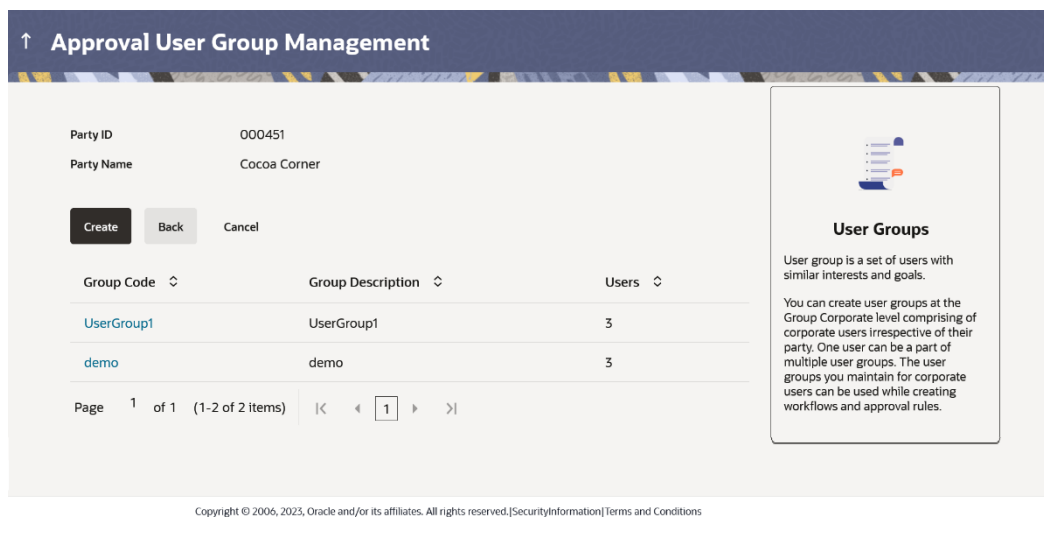 ↑ Approval User Group Management
Party ID 000451
Party Name Cocoa Corner
Create Back Cancel
Group Code Group Description Users
UserGroup1 UserGroup1 3
demo demo 3
Page 1 of 1 (1-2 of 2 items) 1
User Groups
User group is a set of users with
similar interests and goals.
You can create user groups at the
Group Corporate level comprising of
corporate users irrespective of their
party. One user can be a part of
multiple user groups. The user
groups you maintain for corporate
users can be used while creating
workflows and approval rules.
Copyright © 2006, 2023, Oracle and/or its affiliates. All rights reserved.|SecurityInformation|Terms and Conditions